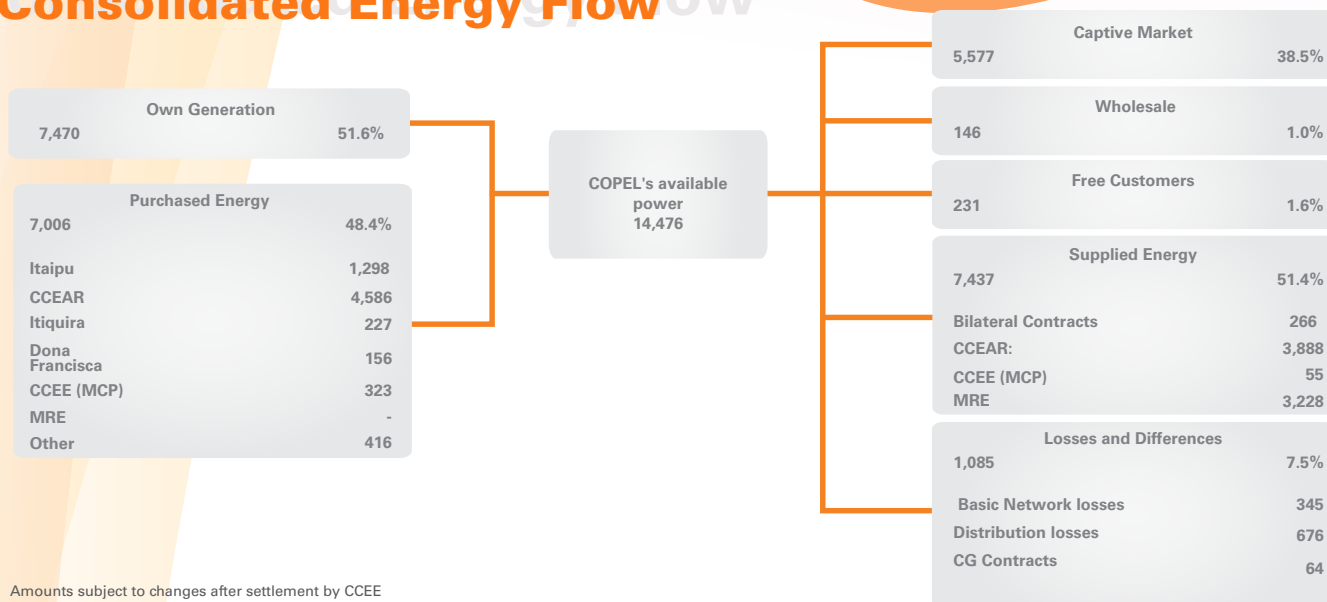 Consolidated Energy Flow
Own Generation
7,470 51.6%
Purchased Energy
7,006 48.4%
Itaipu 1,298
CCEAR 4,586
Itiquira 227
Dona
Francisca 156
CCEE (MCP) 323
MRE -
Other 416
COPEL's available
power
14,476
Captive Market
5,577 38.5%
Wholesale
146 1.0%
Free Customers
231 1.6%
Supplied Energy
7,437 51.4%
Bilateral Contracts 266
CCEAR: 3,888
CCEE (MCP) 55
MRE 3,228
Losses and Differences
1,085 7.5%
Basic Network losses 345
Distribution losses 676
CG Contracts 64
Amounts subject to changes after settlement by CCEE